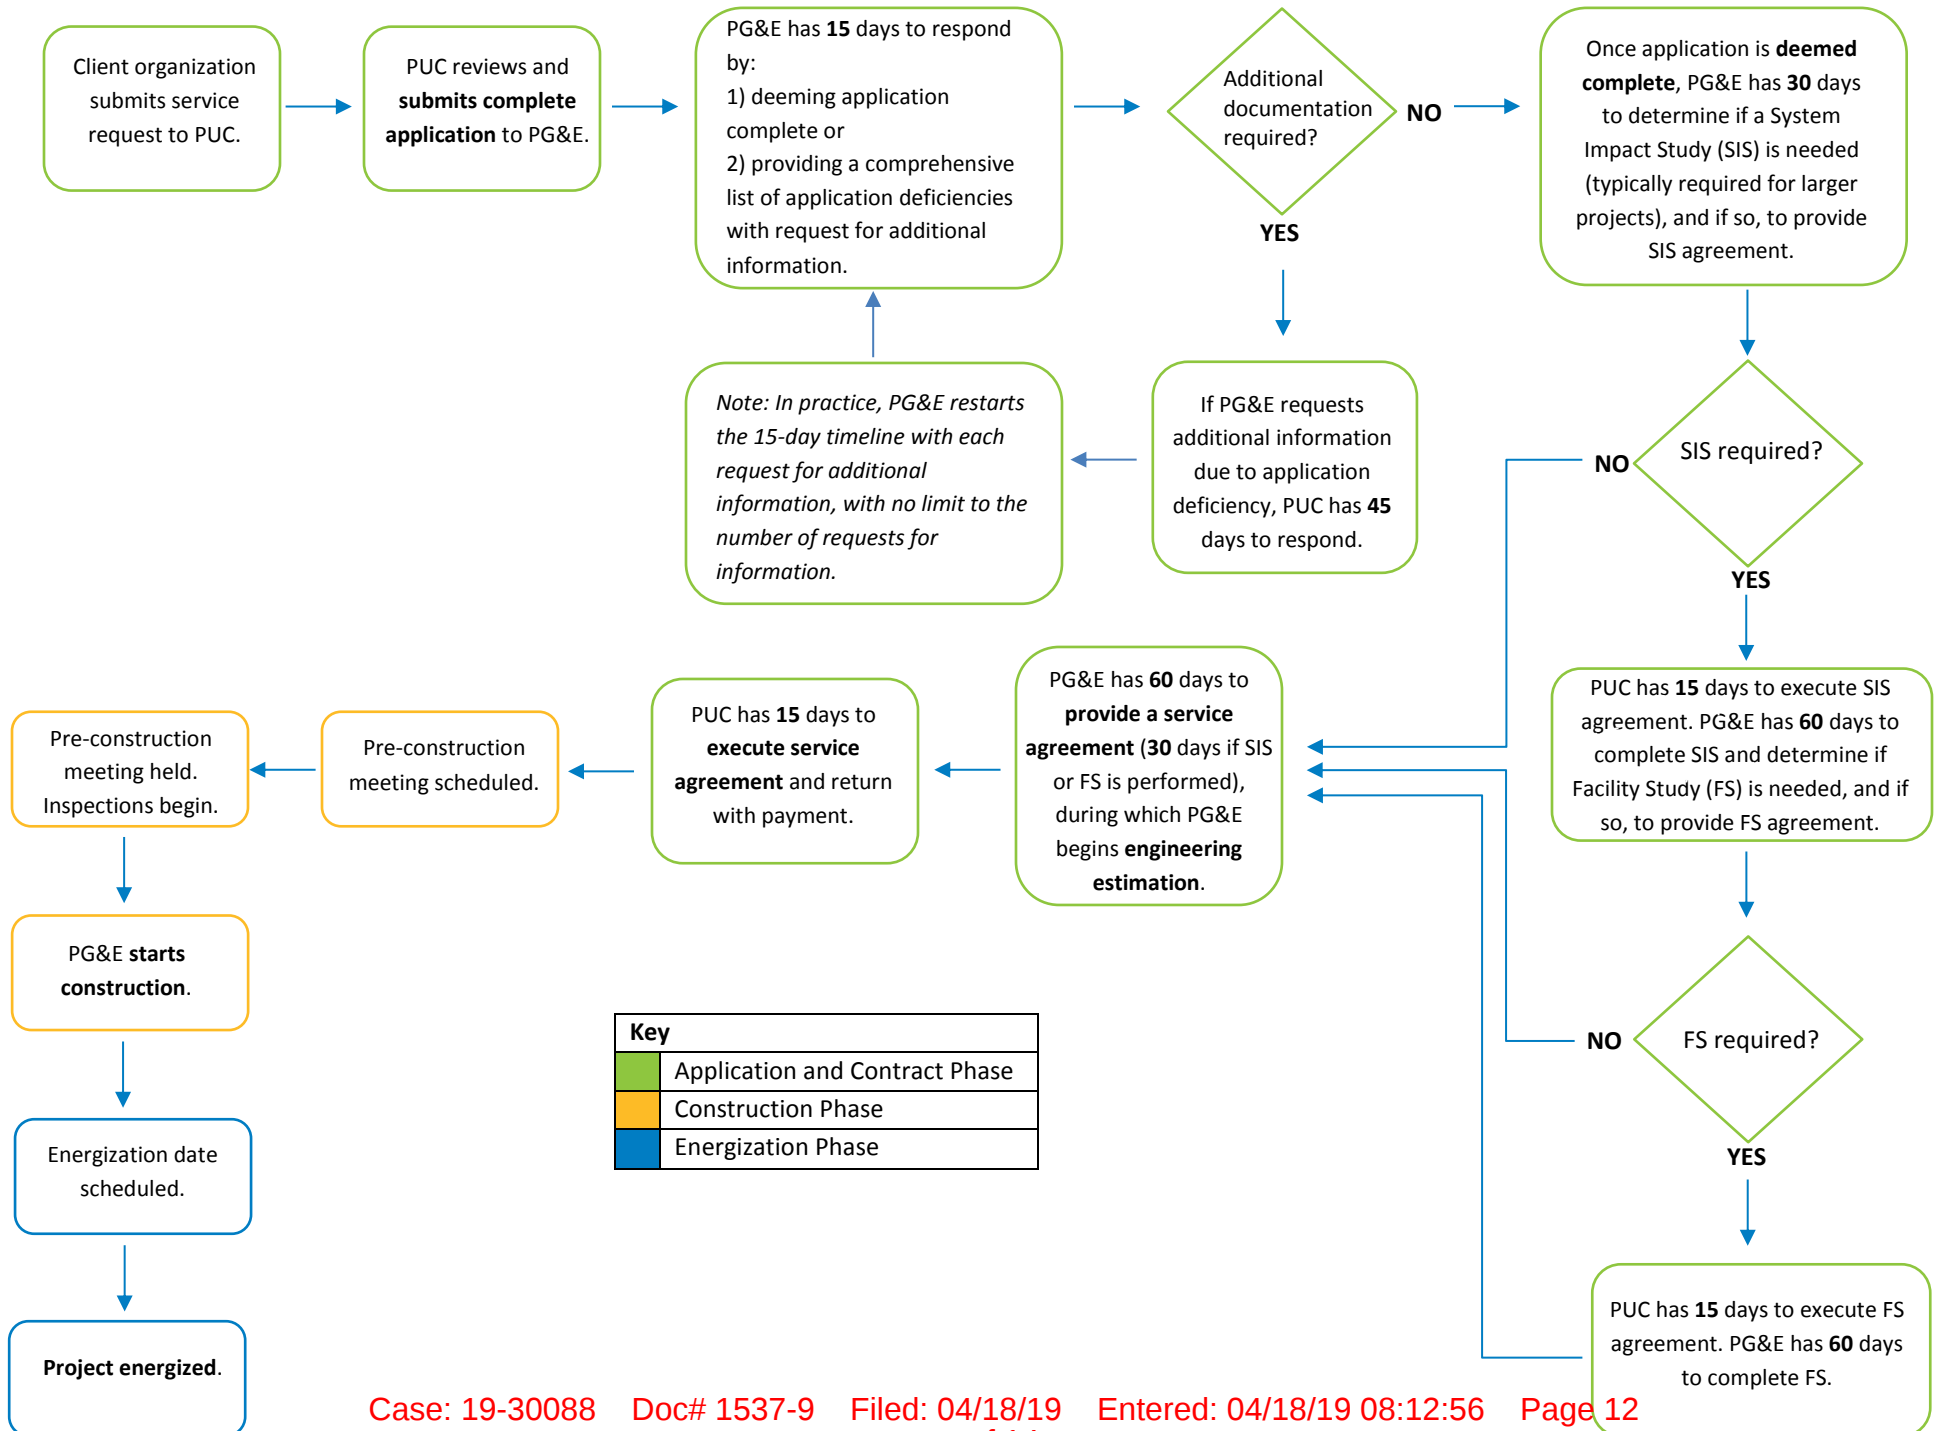 Client organization
submits service
request to PUC.
PUC reviews and
submits complete
application to PG&E.
PG&E has 15 days to respond
by:
1) deeming application
complete or
2) providing a comprehensive
list of application deficiencies
with request for additional
information.
Additional
documentation
required?
NO
YES
Once application is deemed
complete, PG&E has 30 days
to determine if a System
Impact Study (SIS) is needed
(typically required for larger
projects), and if so, to provide
SIS agreement.
Note: In practice, PG&E restarts
the 15-day timeline with each
request for additional
information, with no limit to the
number of requests for
information.
If PG&E requests
additional information
due to application
deficiency, PUC has 45
days to respond.
SIS required?
NO
YES
PUC has 15 days to execute SIS
agreement. PG&E has 60 days to
complete SIS and determine if
Facility Study (FS) is needed, and if
so, to provide FS agreement.
PG&E has 60 days to
provide a service
agreement (30 days if SIS
or FS is performed),
during which PG&E
begins engineering
estimation.
PUC has 15 days to
execute service
agreement and return
with payment.
Pre-construction
meeting scheduled.
Pre-construction
meeting held.
Inspections begin.
PG&E starts
construction.
Energization date
scheduled.
Project energized.
Key
Application and Contract Phase
Construction Phase
Energization Phase
FS required?
NO
YES
PUC has 15 days to execute FS
agreement. PG&E has 60 days
to complete FS.
Case: 19-30088 Doc# 1537-9 Filed: 04/18/19 Entered: 04/18/19 08:12:56 Page 12